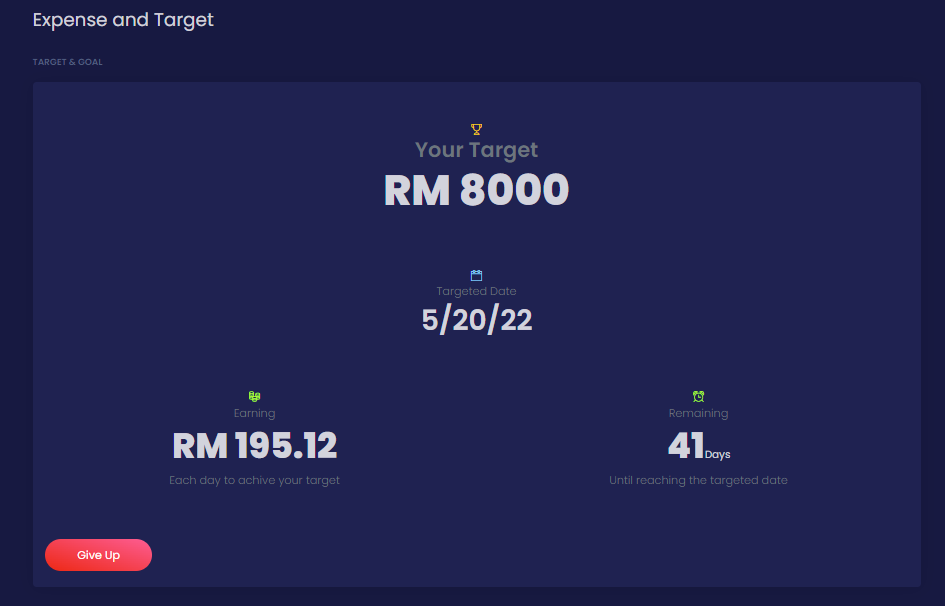 Expense and Target
TARGET & GOAL
Your Target
RM 8000
Targeted Date
5/20/22
Earning
RM 195.12
Each day to achive your target
Remaining
41Days
Until reaching the targeted date
Give Up